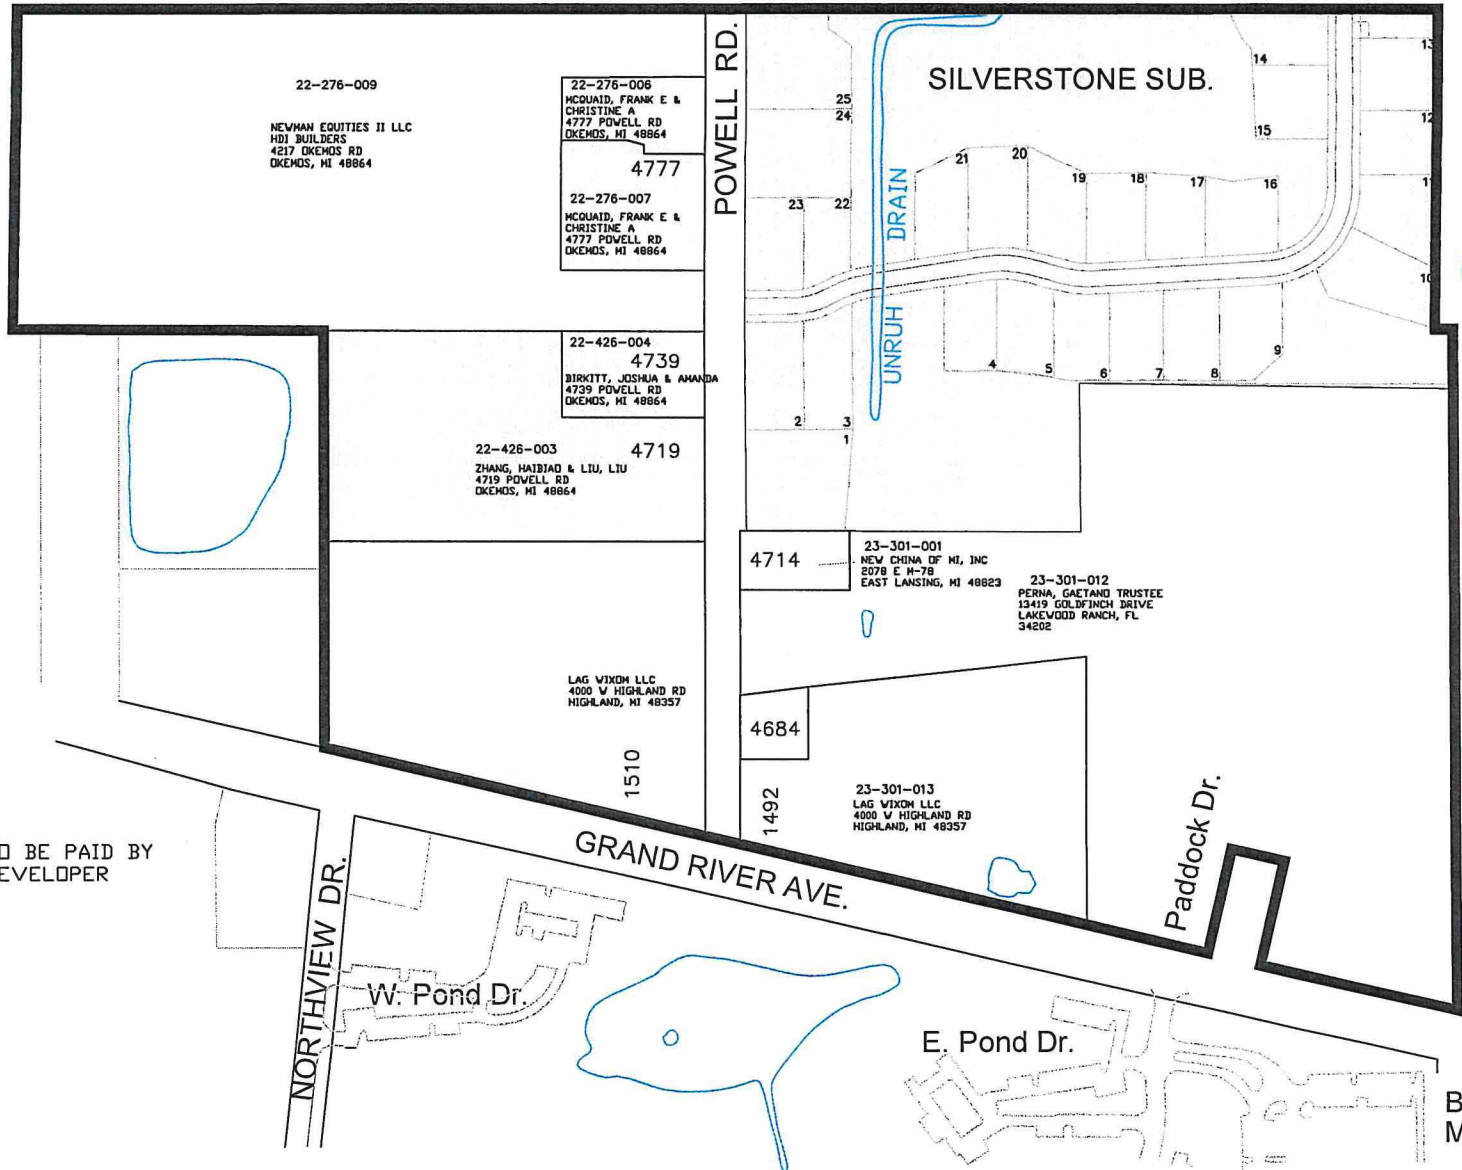 22-276-009
NEWMAN EQUITIES II LLC
HDI BUILDERS
4217 OKEMOS RD
OKEMOS, MI 48864
22-276-006
MCQUAID, FRANK E &
CHRISTINE A
4777 POWELL RD
OKEMOS, MI 48864
4777
22-276-007
MCQUAID, FRANK E &
CHRISTINE A
4777 POWELL RD
OKEMOS, MI 48864
POWELL RD.
SILVERSTONE SUB.
25
24
23
22
21
20
19
18
17
16
15
14
13
12
11
10
9
8
7
6
5
4
3
2
1
UNRUH DRAIN
22-426-004
4739
BIRKITT, JOSHUA & AMANDA
4739 POWELL RD
OKEMOS, MI 48864
22-426-003
4719
ZHANG, HAIBIAO & LIU, LIU
4719 POWELL RD
OKEMOS, MI 48864
4714
23-301-001
NEW CHINA OF MI, INC
2078 E M-78
EAST LANSING, MI 48823
23-301-012
PERNA, GAETANO TRUSTEE
13419 GOLDFINCH DRIVE
LAKEWOOD RANCH, FL
34202
LAG WIXOM LLC
4000 W HIGHLAND RD
HIGHLAND, MI 48357
1510
4684
1492
23-301-013
LAG WIXOM LLC
4000 W HIGHLAND RD
HIGHLAND, MI 48357
Paddock Dr.
GRAND RIVER AVE.
O BE PAID BY
EVELOPER
NORTHVIEW DR.
W. Pond Dr.
E. Pond Dr.
B
M